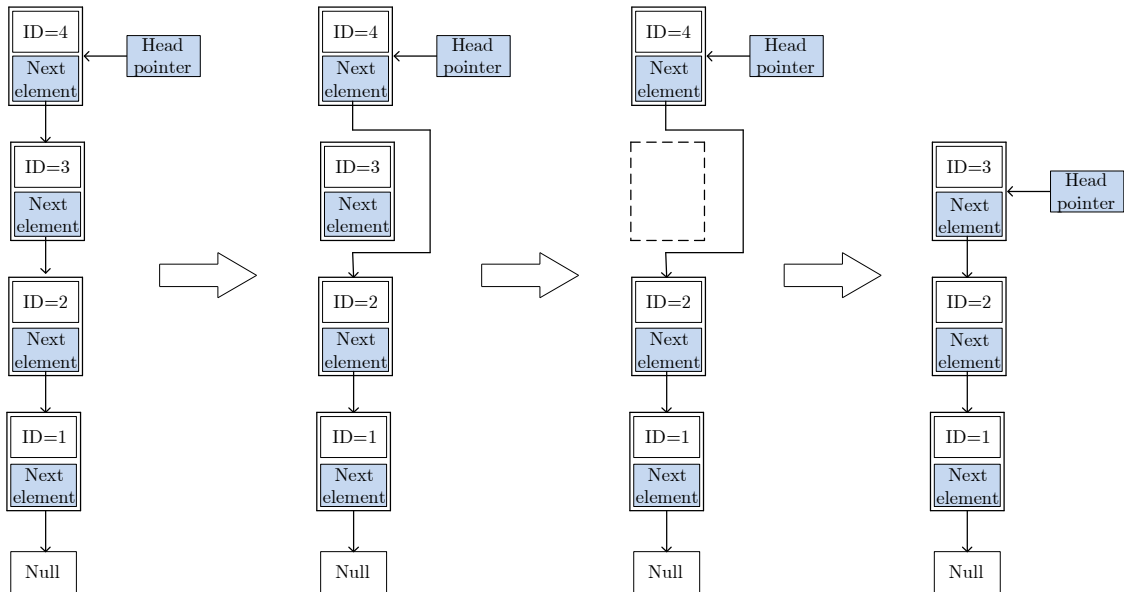 ID=4
Next
element
Head
pointer
ID=3
Next
element
ID=2
Next
element
ID=1
Next
element
Null
ID=4
Next
element
Head
pointer
ID=3
Next
element
ID=2
Next
element
ID=1
Next
element
Null
ID=4
Next
element
Head
pointer
ID=2
Next
element
ID=1
Next
element
Null
ID=3
Next
element
Head
pointer
ID=2
Next
element
ID=1
Next
element
Null